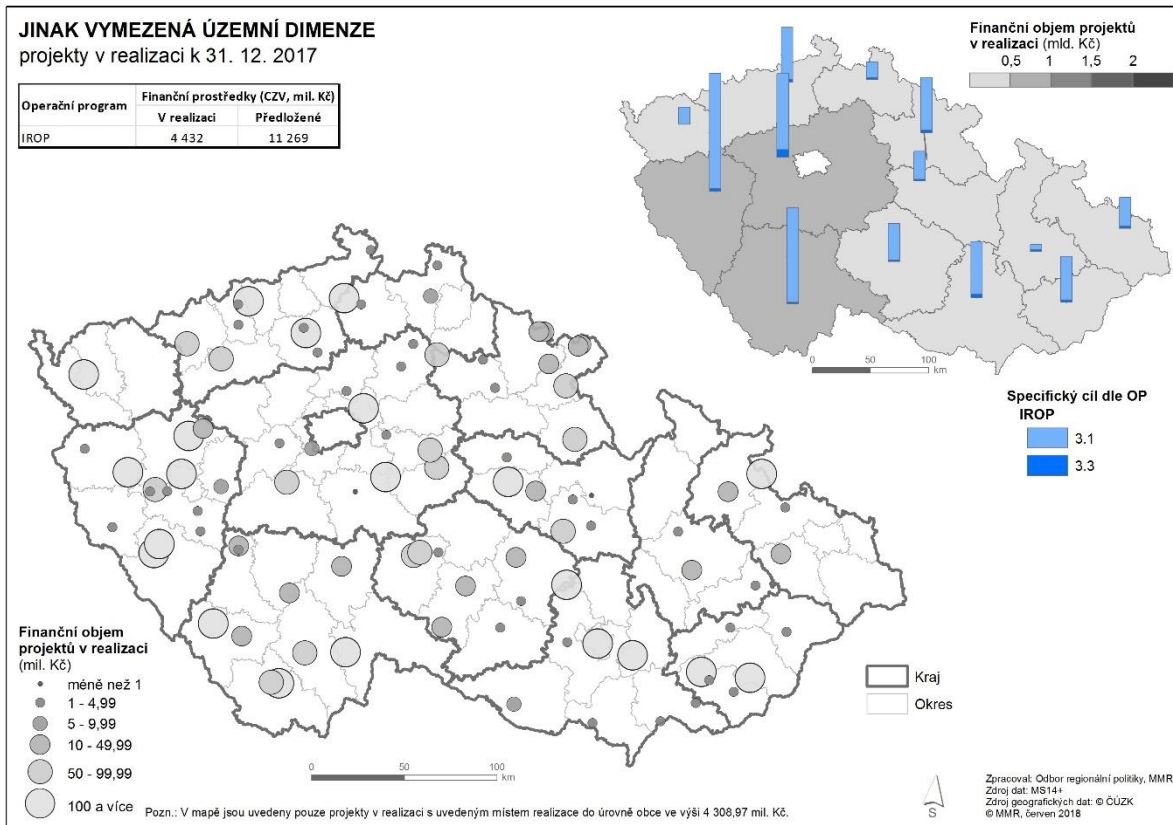 JINAK VYMEZENÁ ÚZEMNÍ DIMENZE
projekty v realizaci k 31. 12. 2017
Operační program
Finanční prostředky (CZV, mil. Kč)
V realizaci
Předložené
IROP
4 432
11 269
Finanční objem projektů
v realizaci (mld. Kč)
0,5 1 1,5 2
0 50 100
km
Specifický cíl dle OP
IROP
3.1
3.3
Finanční objem
projektů v realizaci
(mil. Kč)
méně než 1
1 - 4,99
5 - 9,99
10 - 49,99
50 - 99,99
100 a více
Kraj
Okres
0 50 100
km
Pozn.: V mapě jsou uvedeny pouze projekty v realizaci s uvedeným místem realizace do úrovně obce ve výši 4 308,97 mil. Kč.
S
Zpracoval: Odbor regionální politiky, MMR
Zdroj dat: MS14+
Zdroj geografických dat: © ČÚZK
© MMR, červen 2018